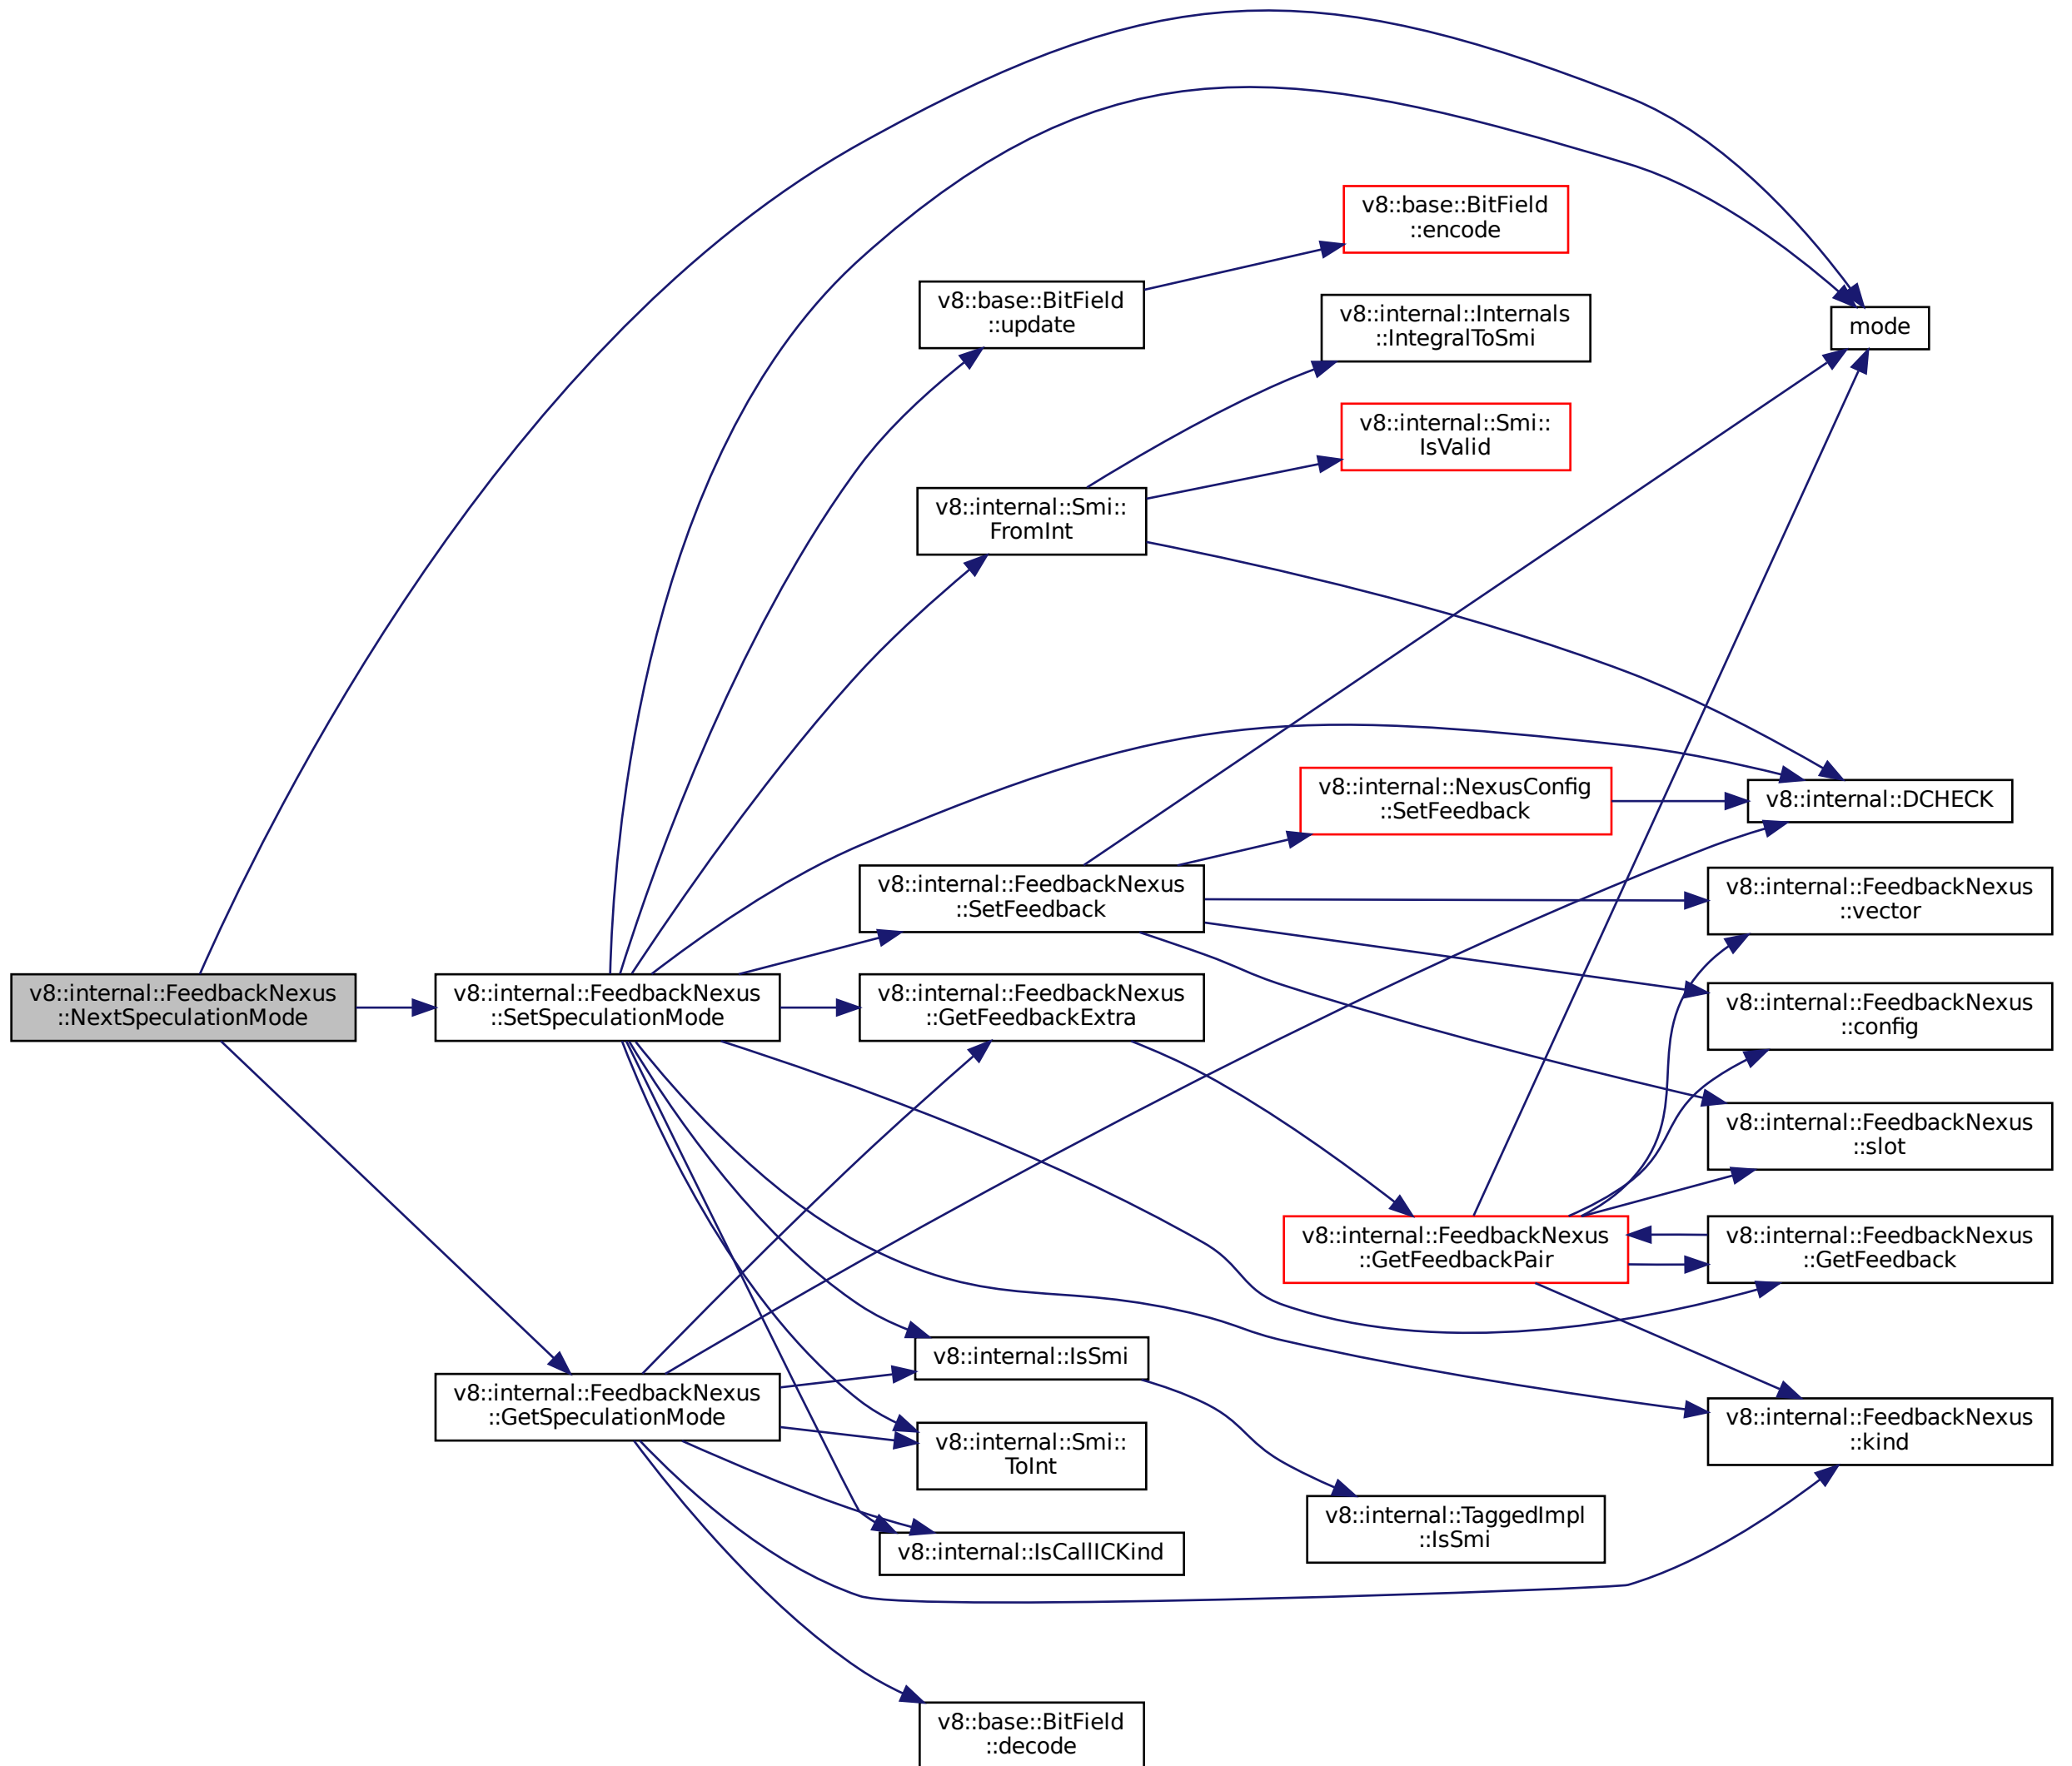 v8::base::BitField
::encode
v8::base::BitField
::update
v8::internal::Internals
::IntegralToSmi
mode
v8::internal::Smi::
IsValid
v8::internal::Smi::
FromInt
v8::internal::NexusConfig
::SetFeedback
v8::internal::DCHECK
v8::internal::FeedbackNexus
::SetFeedback
v8::internal::FeedbackNexus
::vector
v8::internal::FeedbackNexus
::NextSpeculationMode
v8::internal::FeedbackNexus
::SetSpeculationMode
v8::internal::FeedbackNexus
::GetFeedbackExtra
v8::internal::FeedbackNexus
::config
v8::internal::FeedbackNexus
::slot
v8::internal::FeedbackNexus
::GetFeedbackPair
v8::internal::FeedbackNexus
::GetFeedback
v8::internal::IsSmi
v8::internal::FeedbackNexus
::GetSpeculationMode
v8::internal::FeedbackNexus
::kind
v8::internal::Smi::
ToInt
v8::internal::TaggedImpl
::IsSmi
v8::internal::IsCallICKind
v8::base::BitField
::decode